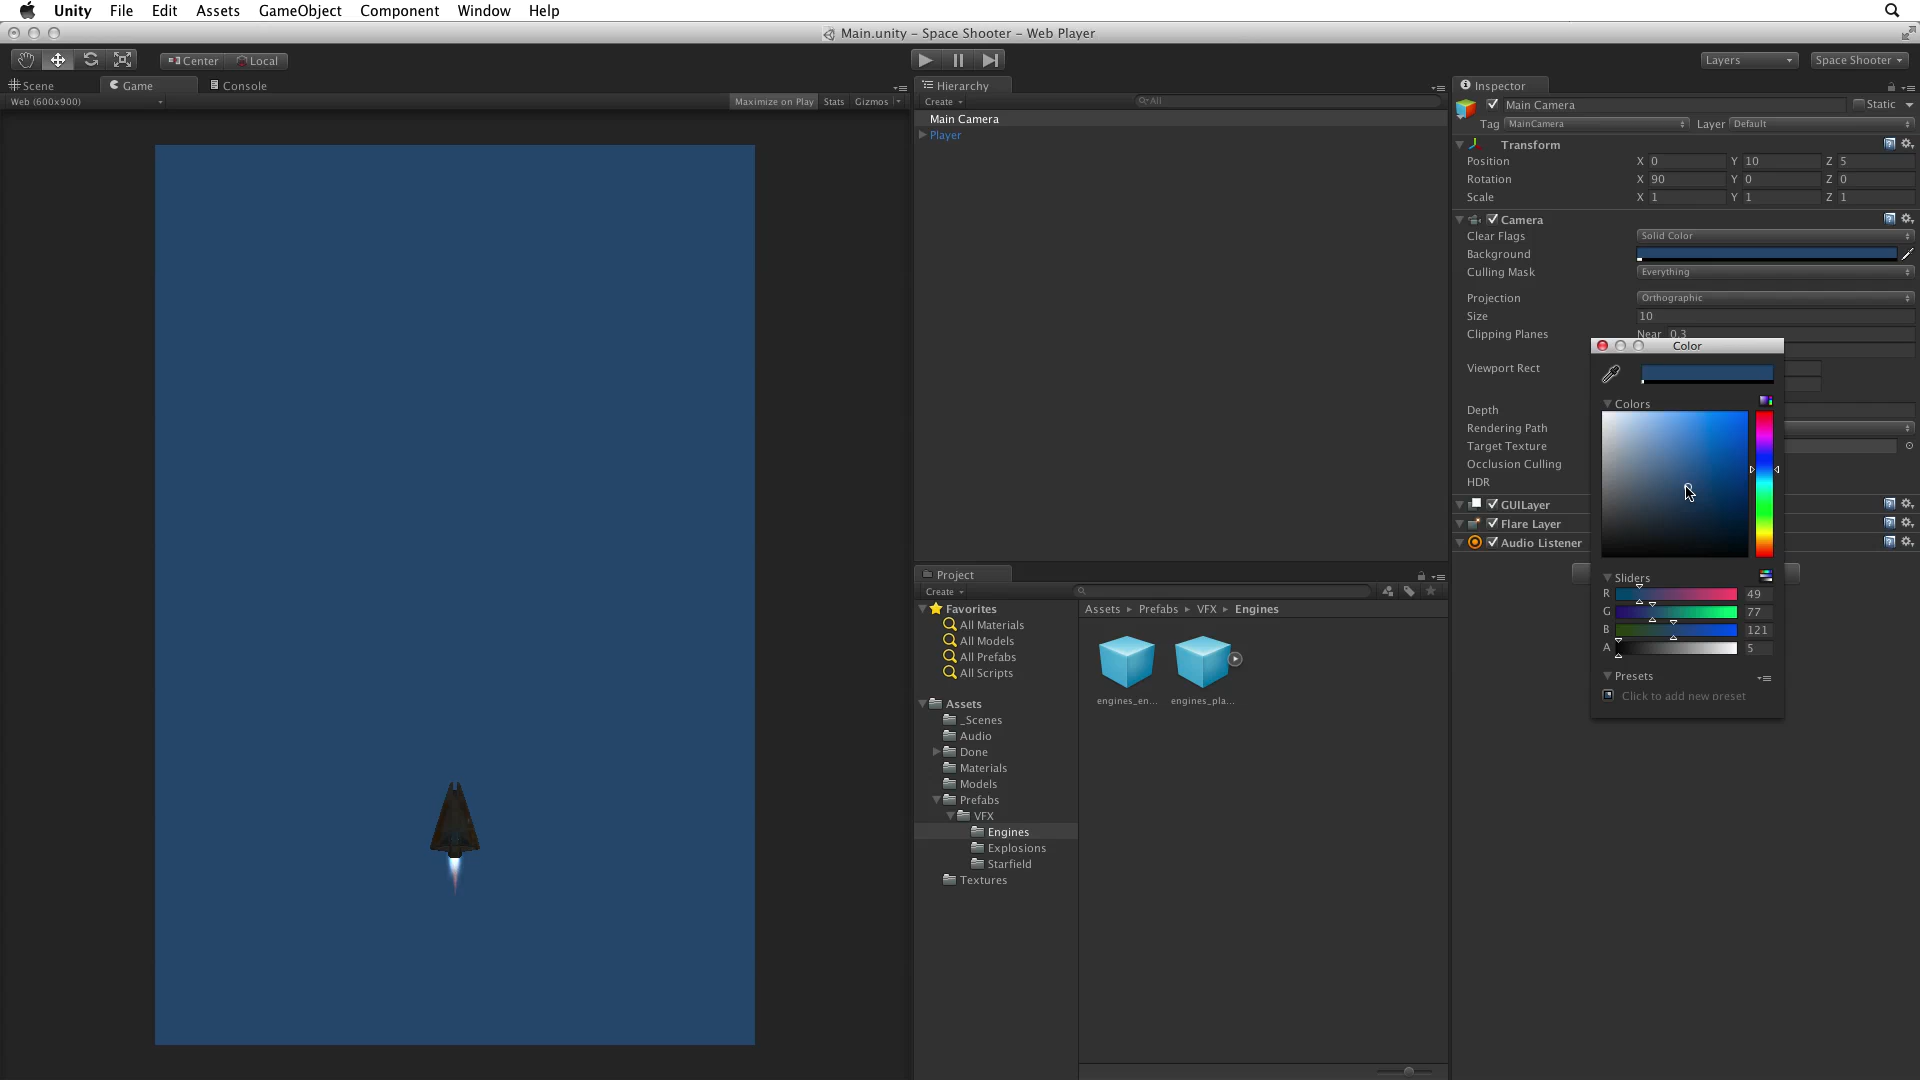 Unity File Edit Assets GameObject Component Window Help
Main.unity – Space Shooter – Web Player
Center Local
Layers Space Shooter
Scene Game Console
Web (600x900) Maximize on Play Stats Gizmos
Hierarchy
Create All
Main Camera
Player
Inspector
Main Camera Static
Tag MainCamera Layer Default
Transform
Position X 0 Y 10 Z 5
Rotation X 90 Y 0 Z 0
Scale X 1 Y 1 Z 1
Camera
Clear Flags Solid Color
Background
Culling Mask Everything
Projection Orthographic
Size 10
Clipping Planes Near 0.3
Viewport Rect
Depth
Rendering Path
Target Texture
Occlusion Culling
HDR
GUILayer
Flare Layer
Audio Listener
Color
Colors
Sliders
R 49
G 77
B 121
A 5
Presets
Click to add new preset
Project
Create
Favorites
All Materials
All Models
All Prefabs
All Scripts
Assets
_Scenes
Audio
Done
Materials
Models
Prefabs
VFX
Engines
Explosions
Starfield
Textures
Assets Prefabs VFX Engines
engines_en... engines_pla...